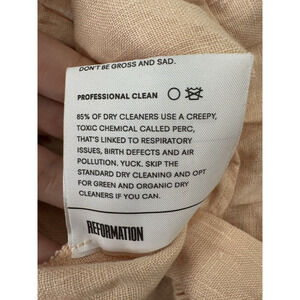 DON'T BE GROSS AND SAD.
PROFESSIONAL CLEAN
85% OF DRY CLEANERS USE A CREEPY,
TOXIC CHEMICAL CALLED PERC,
THAT'S LINKED TO RESPIRATORY
ISSUES, BIRTH DEFECTS AND AIR
POLLUTION. YUCK. SKIP THE
STANDARD DRY CLEANING AND OPT
FOR GREEN AND ORGANIC DRY
CLEANERS IF YOU CAN.
REFORMATION